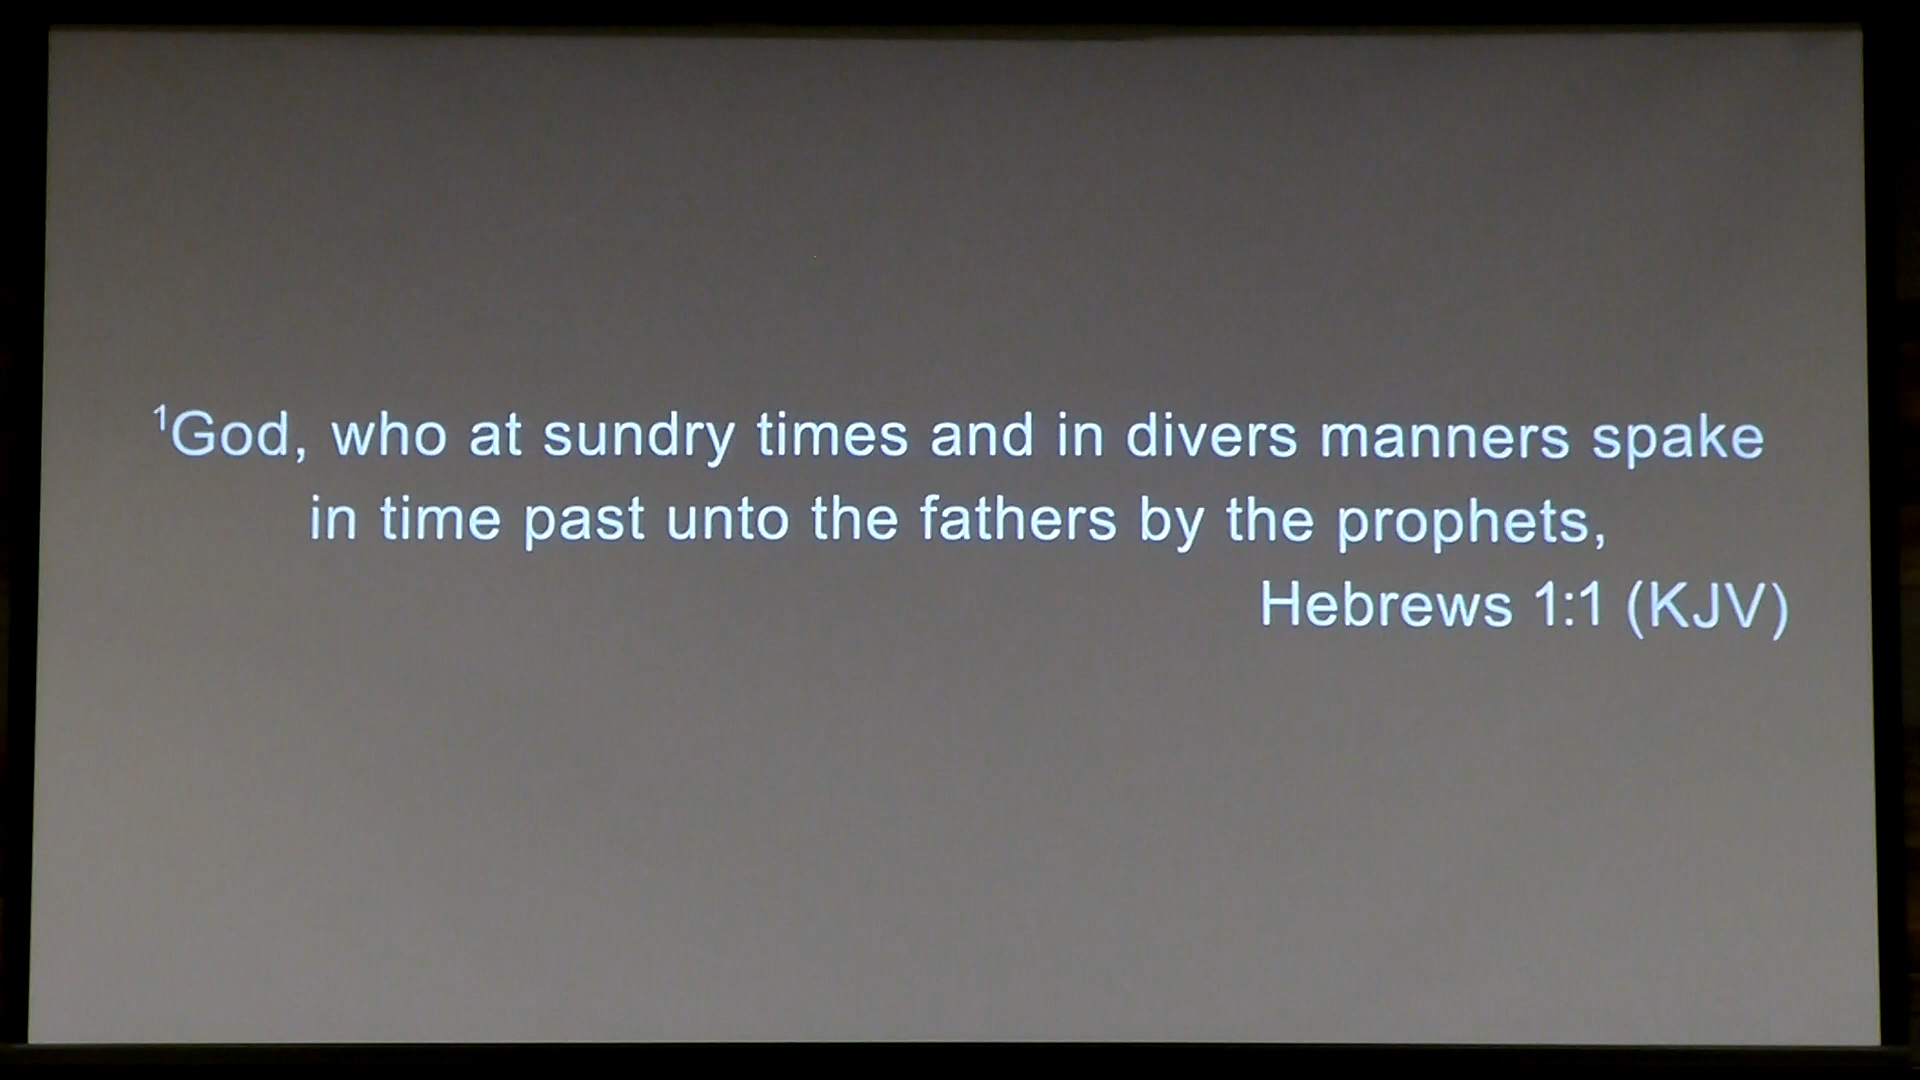 ¹God, who at sundry times and in divers manners spake
in time past unto the fathers by the prophets,
Hebrews 1:1 (KJV)